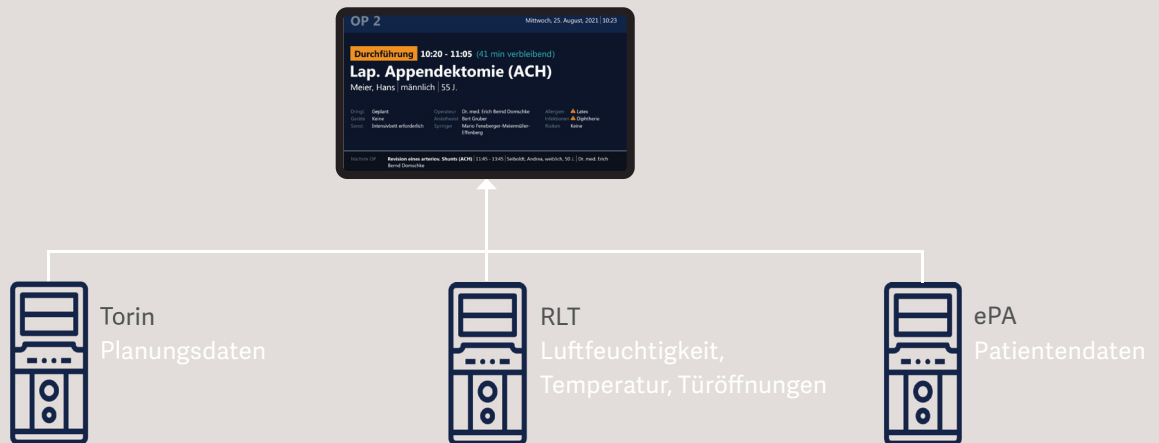 OP 2
Mittwoch, 25. August, 2021 | 10:23
Durchführung 10:20 - 11:05 (41 min verbleibend)
Lap. Appendektomie (ACH)
Meier, Hans | männlich | 55 J.
Dringl. Geplant Operateur Dr. med. Erich Bernd Domschke Allergien Latex
Geräte Keine Anästhesist Bert Gruber Infektionen Diphtherie
Sonst. Intensivbett erforderlich Springer Mario Fensberger-Meiermüller- Risiken Keine
Effenberg
Nächste OP Revision eines arteriov. Shunts (ACH) | 11:45 - 13:45 | Seiboldt, Andrea, weiblich, 50 J. | Dr. med. Erich
Bernd Domschke
Torin
Planungsdaten
RLT
Luftfeuchtigkeit,
Temperatur, Türöffnungen
ePA
Patientendaten